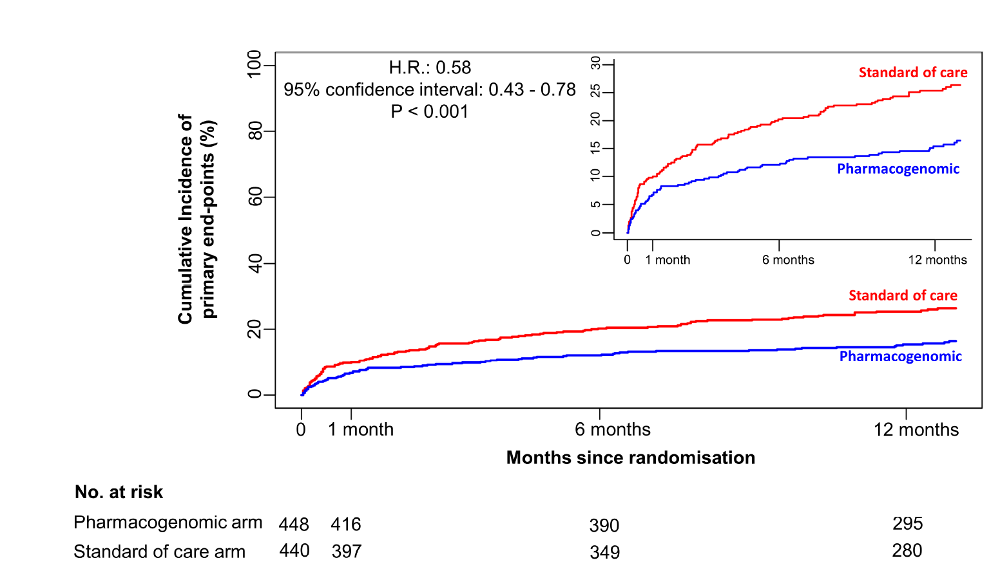 H.R.: 0.58
95% confidence interval: 0.43 - 0.78
P < 0.001
Cumulative Incidence of
primary end-points (%)
100
80
60
40
20
0
30
25
20
15
10
5
0
Standard of care
Pharmacogenomic
0 1 month 6 months 12 months
Standard of care
Pharmacogenomic
0 1 month 6 months 12 months
Months since randomisation
No. at risk
Pharmacogenomic arm 448 416 390 295
Standard of care arm 440 397 349 280